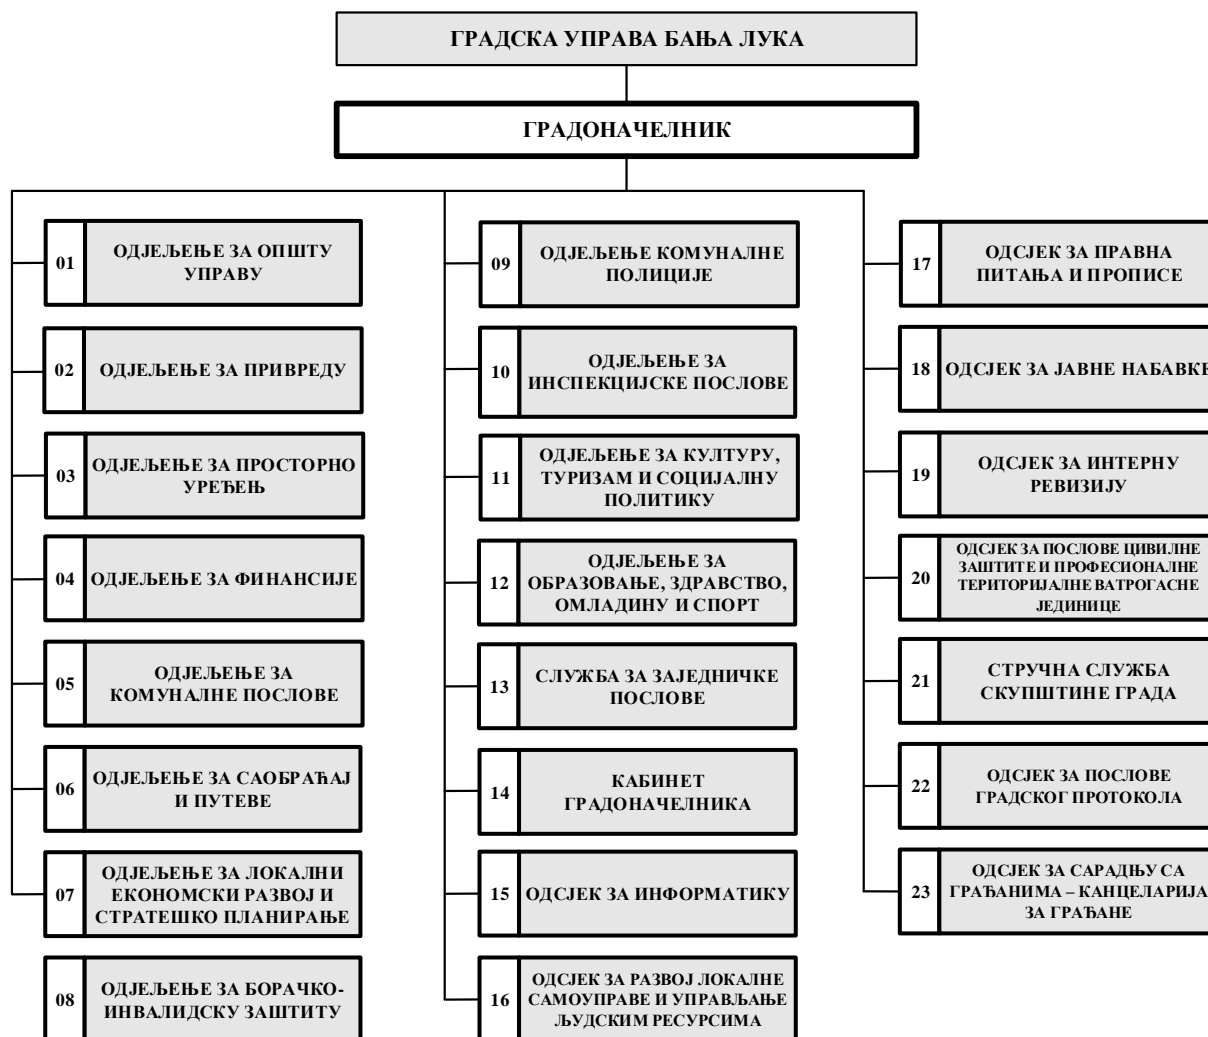 ГРАДСКА УПРАВА БАЊА ЛУКА
ГРАДОНАЧЕЛНИК
01
ОДЈЕЉЕЊЕ ЗА ОПШТУ
УПРАВУ
02
ОДЈЕЉЕЊЕ ЗА ПРИВРЕДУ
03
ОДЈЕЉЕЊЕ ЗА ПРОСТОРНО
УРЕЂЕЊ
04
ОДЈЕЉЕЊЕ ЗА ФИНАНСИЈЕ
05
ОДЈЕЉЕЊЕ ЗА
КОМУНАЛНЕ ПОСЛОВЕ
06
ОДЈЕЉЕЊЕ ЗА САОБРАЋАЈ
И ПУТЕВЕ
07
ОДЈЕЉЕЊЕ ЗА ЛОКАЛНИ
ЕКОНОМСКИ РАЗВОЈ И
СТРАТЕШКО ПЛАНИРАЊЕ
08
ОДЈЕЉЕЊЕ ЗА БОРАЧКО-
ИНВАЛИДСКУ ЗАШТИТУ
09
ОДЈЕЉЕЊЕ КОМУНАЛНЕ
ПОЛИЦИЈЕ
10
ОДЈЕЉЕЊЕ ЗА
ИНСПЕКЦИЈСКЕ ПОСЛОВЕ
11
ОДЈЕЉЕЊЕ ЗА КУЛТУРУ,
ТУРИЗАМ И СОЦИЈАЛНУ
ПОЛИТИКУ
12
ОДЈЕЉЕЊЕ ЗА
ОБРАЗОВАЊЕ, ЗДРАВСТВО,
ОМЛАДИНУ И СПОРТ
13
СЛУЖБА ЗА ЗАЈЕДНИЧКЕ
ПОСЛОВЕ
14
КАБИНЕТ
ГРАДОНАЧЕЛНИКА
15
ОДСЈЕК ЗА ИНФОРМАТИКУ
16
ОДСЈЕК ЗА РАЗВОЈ ЛОКАЛНЕ
САМОУПРАВЕ И УПРАВЉАЊЕ
ЉУДСКИМ РЕСУРСИМА
17
ОДСЈЕК ЗА ПРАВНА
ПИТАЊА И ПРОПИСЕ
18
ОДСЈЕК ЗА ЈАВНЕ НАБАВКЕ
19
ОДСЈЕК ЗА ИНТЕРНУ
РЕВИЗИЈУ
20
ОДСЈЕК ЗА ПОСЛОВЕ ЦИВИЛНЕ
ЗАШТИТЕ И ПРОФЕСИОНАЛНЕ
ТЕРИТОРИЈАЛНЕ ВАТРОГАСНЕ
ЈЕДИНИЦЕ
21
СТРУЧНА СЛУЖБА
СКУПШТИНЕ ГРАДА
22
ОДСЈЕК ЗА ПОСЛОВЕ
ГРАДСКОГ ПРОТОКОЛА
23
ОДСЈЕК ЗА САРАДЊУ СА
ГРАЂАНИМА – КАНЦЕЛАРИЈА
ЗА ГРАЂАНЕ